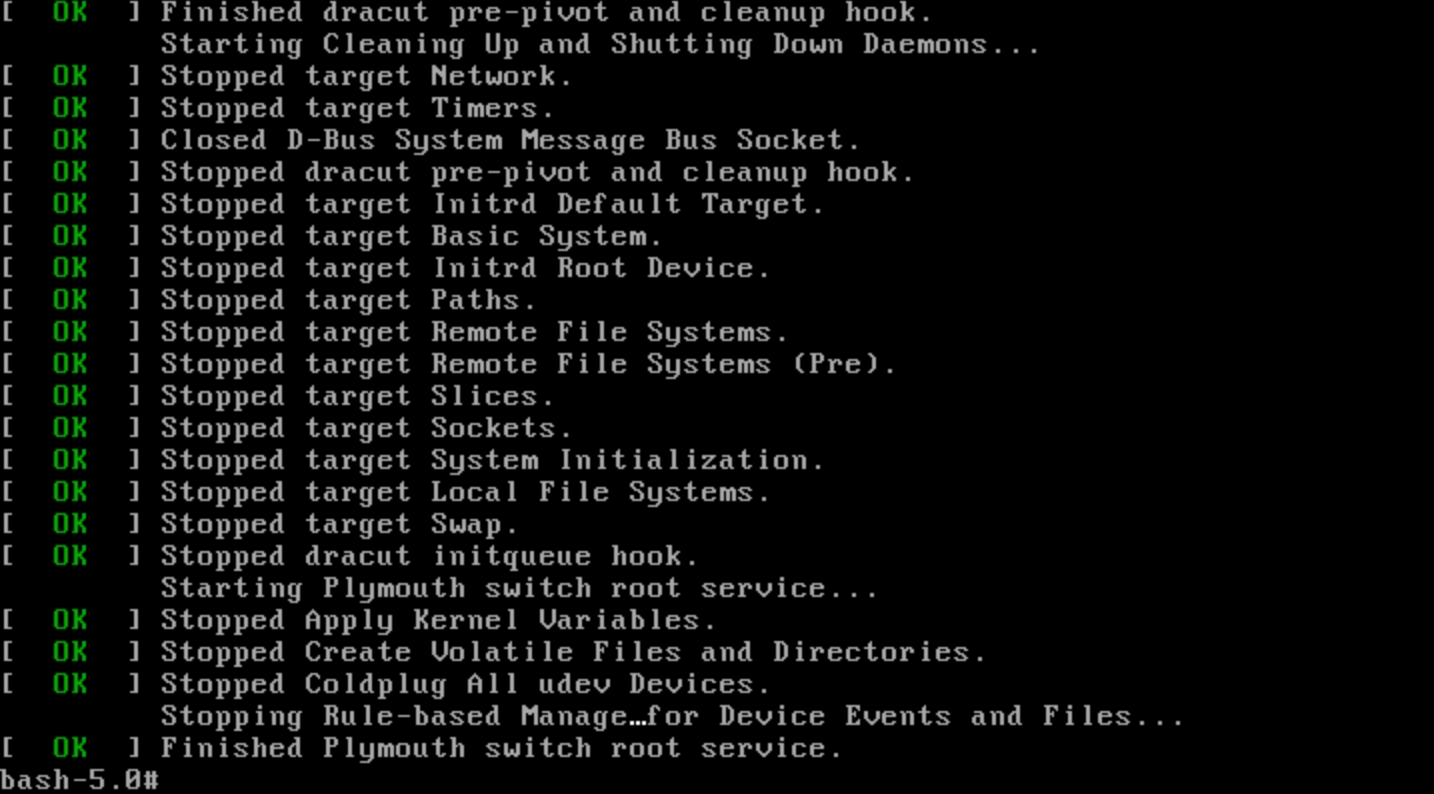 [  OK  ] Finished dracut pre-pivot and cleanup hook.
         Starting Cleaning Up and Shutting Down Daemons...
[  OK  ] Stopped target Network.
[  OK  ] Stopped target Timers.
[  OK  ] Closed D-Bus System Message Bus Socket.
[  OK  ] Stopped dracut pre-pivot and cleanup hook.
[  OK  ] Stopped target Initrd Default Target.
[  OK  ] Stopped target Basic System.
[  OK  ] Stopped target Initrd Root Device.
[  OK  ] Stopped target Paths.
[  OK  ] Stopped target Remote File Systems.
[  OK  ] Stopped target Remote File Systems (Pre).
[  OK  ] Stopped target Slices.
[  OK  ] Stopped target Sockets.
[  OK  ] Stopped target System Initialization.
[  OK  ] Stopped target Local File Systems.
[  OK  ] Stopped target Swap.
[  OK  ] Stopped dracut initqueue hook.
         Starting Plymouth switch root service...
[  OK  ] Stopped Apply Kernel Variables.
[  OK  ] Stopped Create Volatile Files and Directories.
[  OK  ] Stopped Coldplug All udev Devices.
         Stopping Rule-based Manage…for Device Events and Files...
[  OK  ] Finished Plymouth switch root service.
bash-5.0#